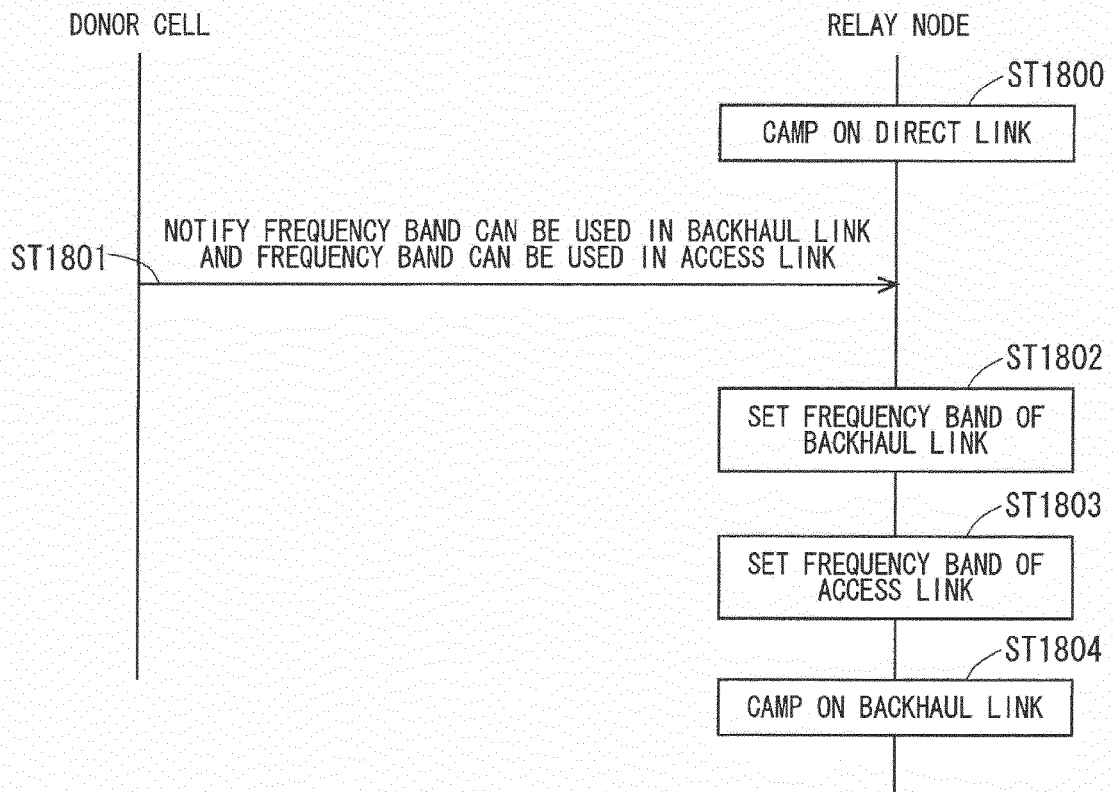 DONOR CELL
RELAY NODE
ST1800
CAMP ON DIRECT LINK
NOTIFY FREQUENCY BAND CAN BE USED IN BACKHAUL LINK
AND FREQUENCY BAND CAN BE USED IN ACCESS LINK
ST1801
ST1802
SET FREQUENCY BAND OF
BACKHAUL LINK
ST1803
SET FREQUENCY BAND OF
ACCESS LINK
ST1804
CAMP ON BACKHAUL LINK